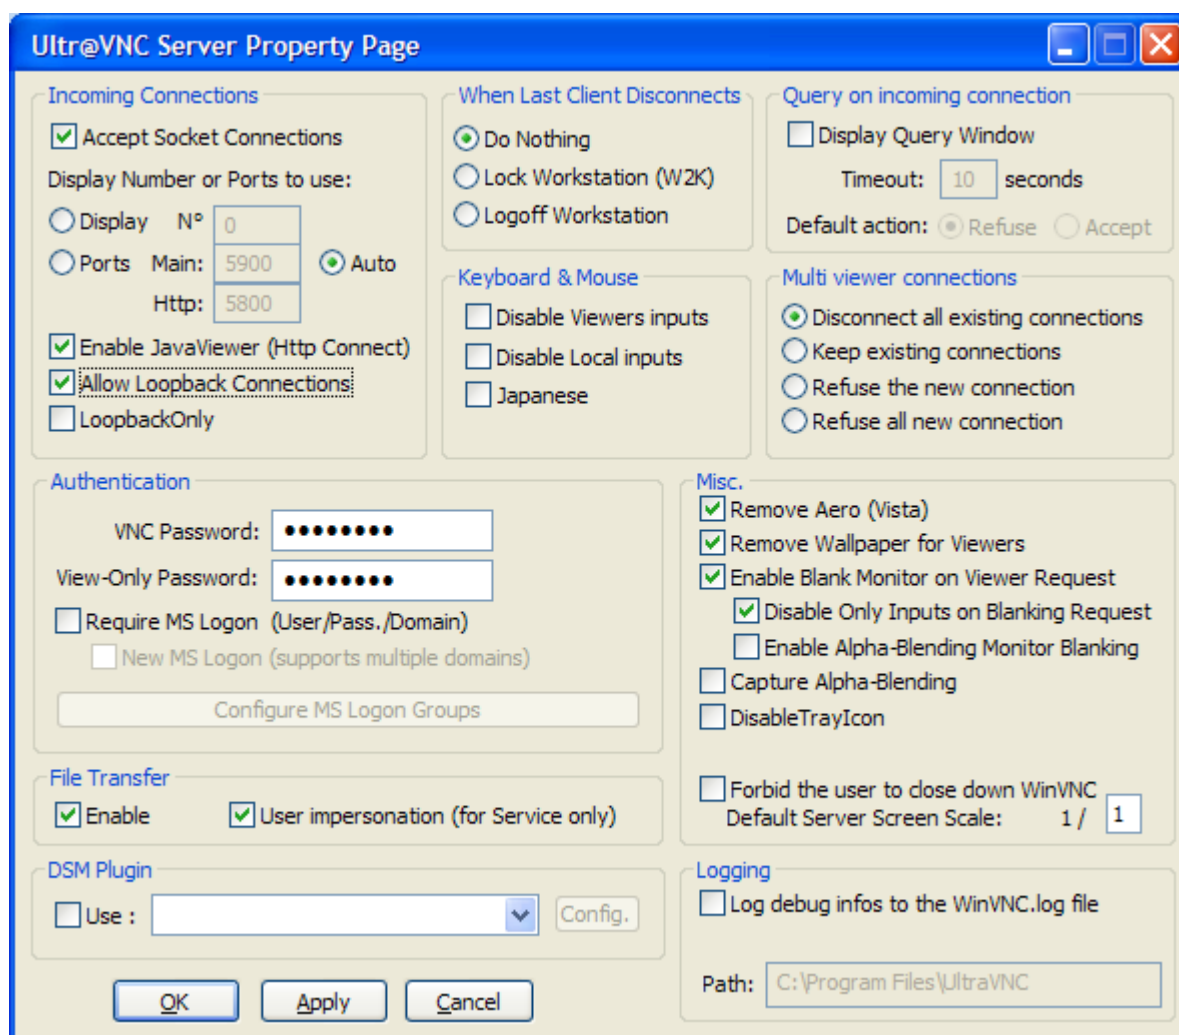 Ultr@VNC Server Property Page
Incoming Connections
Accept Socket Connections
Display Number or Ports to use:
Display N° 0
Ports Main: 5900 Auto
Http: 5800
Enable JavaViewer (Http Connect)
Allow Loopback Connections
LoopbackOnly
When Last Client Disconnects
Do Nothing
Lock Workstation (W2K)
Logoff Workstation
Query on incoming connection
Display Query Window
Timeout: 10 seconds
Default action: Refuse Accept
Keyboard & Mouse
Disable Viewers inputs
Disable Local inputs
Japanese
Multi viewer connections
Disconnect all existing connections
Keep existing connections
Refuse the new connection
Refuse all new connection
Authentication
VNC Password: ••••••••
View-Only Password: ••••••••
Require MS Logon (User/Pass./Domain)
New MS Logon (supports multiple domains)
Configure MS Logon Groups
Misc.
Remove Aero (Vista)
Remove Wallpaper for Viewers
Enable Blank Monitor on Viewer Request
Disable Only Inputs on Blanking Request
Enable Alpha-Blending Monitor Blanking
Capture Alpha-Blending
DisableTrayIcon
Forbid the user to close down WinVNC
Default Server Screen Scale: 1 / 1
File Transfer
Enable User impersonation (for Service only)
DSM Plugin
Use : Config.
Logging
Log debug infos to the WinVNC.log file
Path: C:\Program Files\UltraVNC
OK Apply Cancel